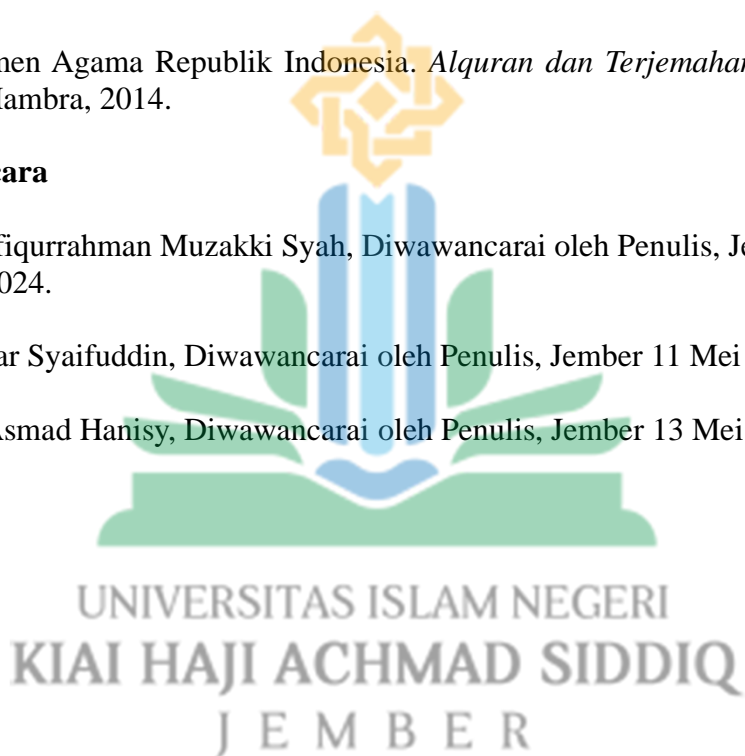 men Agama Republik Indonesia. Alquran dan Terjemahan
Hambra, 2014.
cara
fiqurrahman Muzakki Syah, Diwawancarai oleh Penulis, Je
024.
ar Syaifuddin, Diwawancarai oleh Penulis, Jember 11 Mei
Asmad Hanisy, Diwawancarai oleh Penulis, Jember 13 Mei
UNIVERSITAS ISLAM NEGERI
KIAI HAJI ACHMAD SIDDIQ
JEMBER